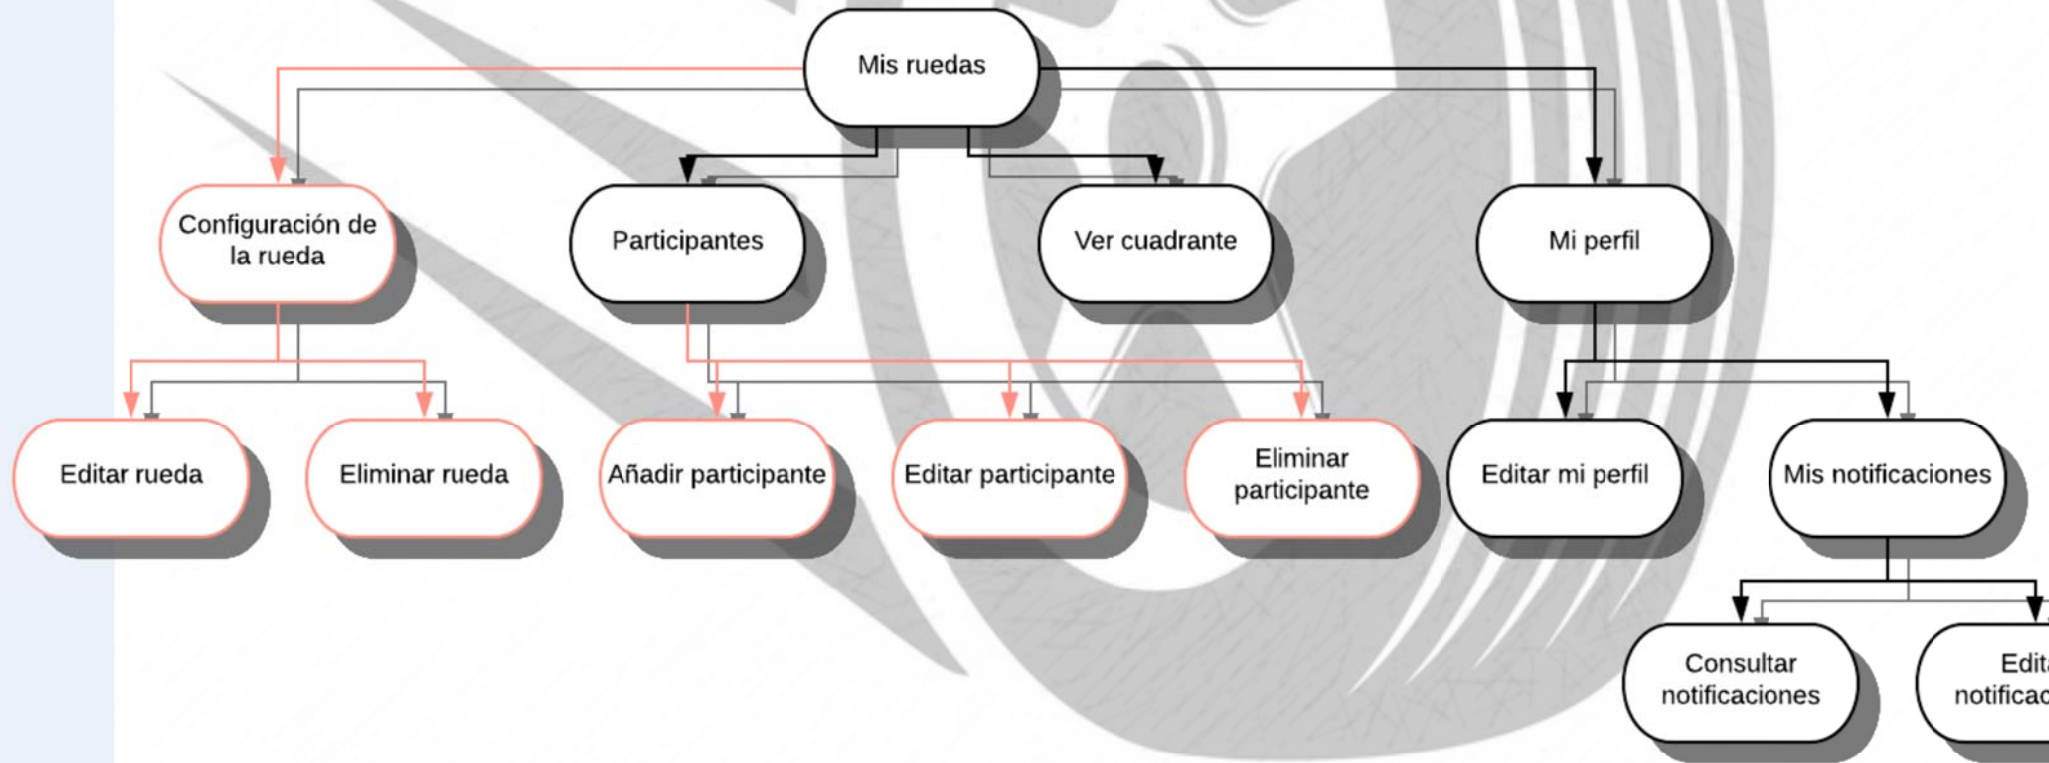 Mis ruedas
Configuración de
la rueda
Participantes
Ver cuadrante
Mi perfil
Editar rueda
Eliminar rueda
Añadir participante
Editar participante
Eliminar
participante
Editar mi perfil
Mis notificaciones
Consultar
notificaciones